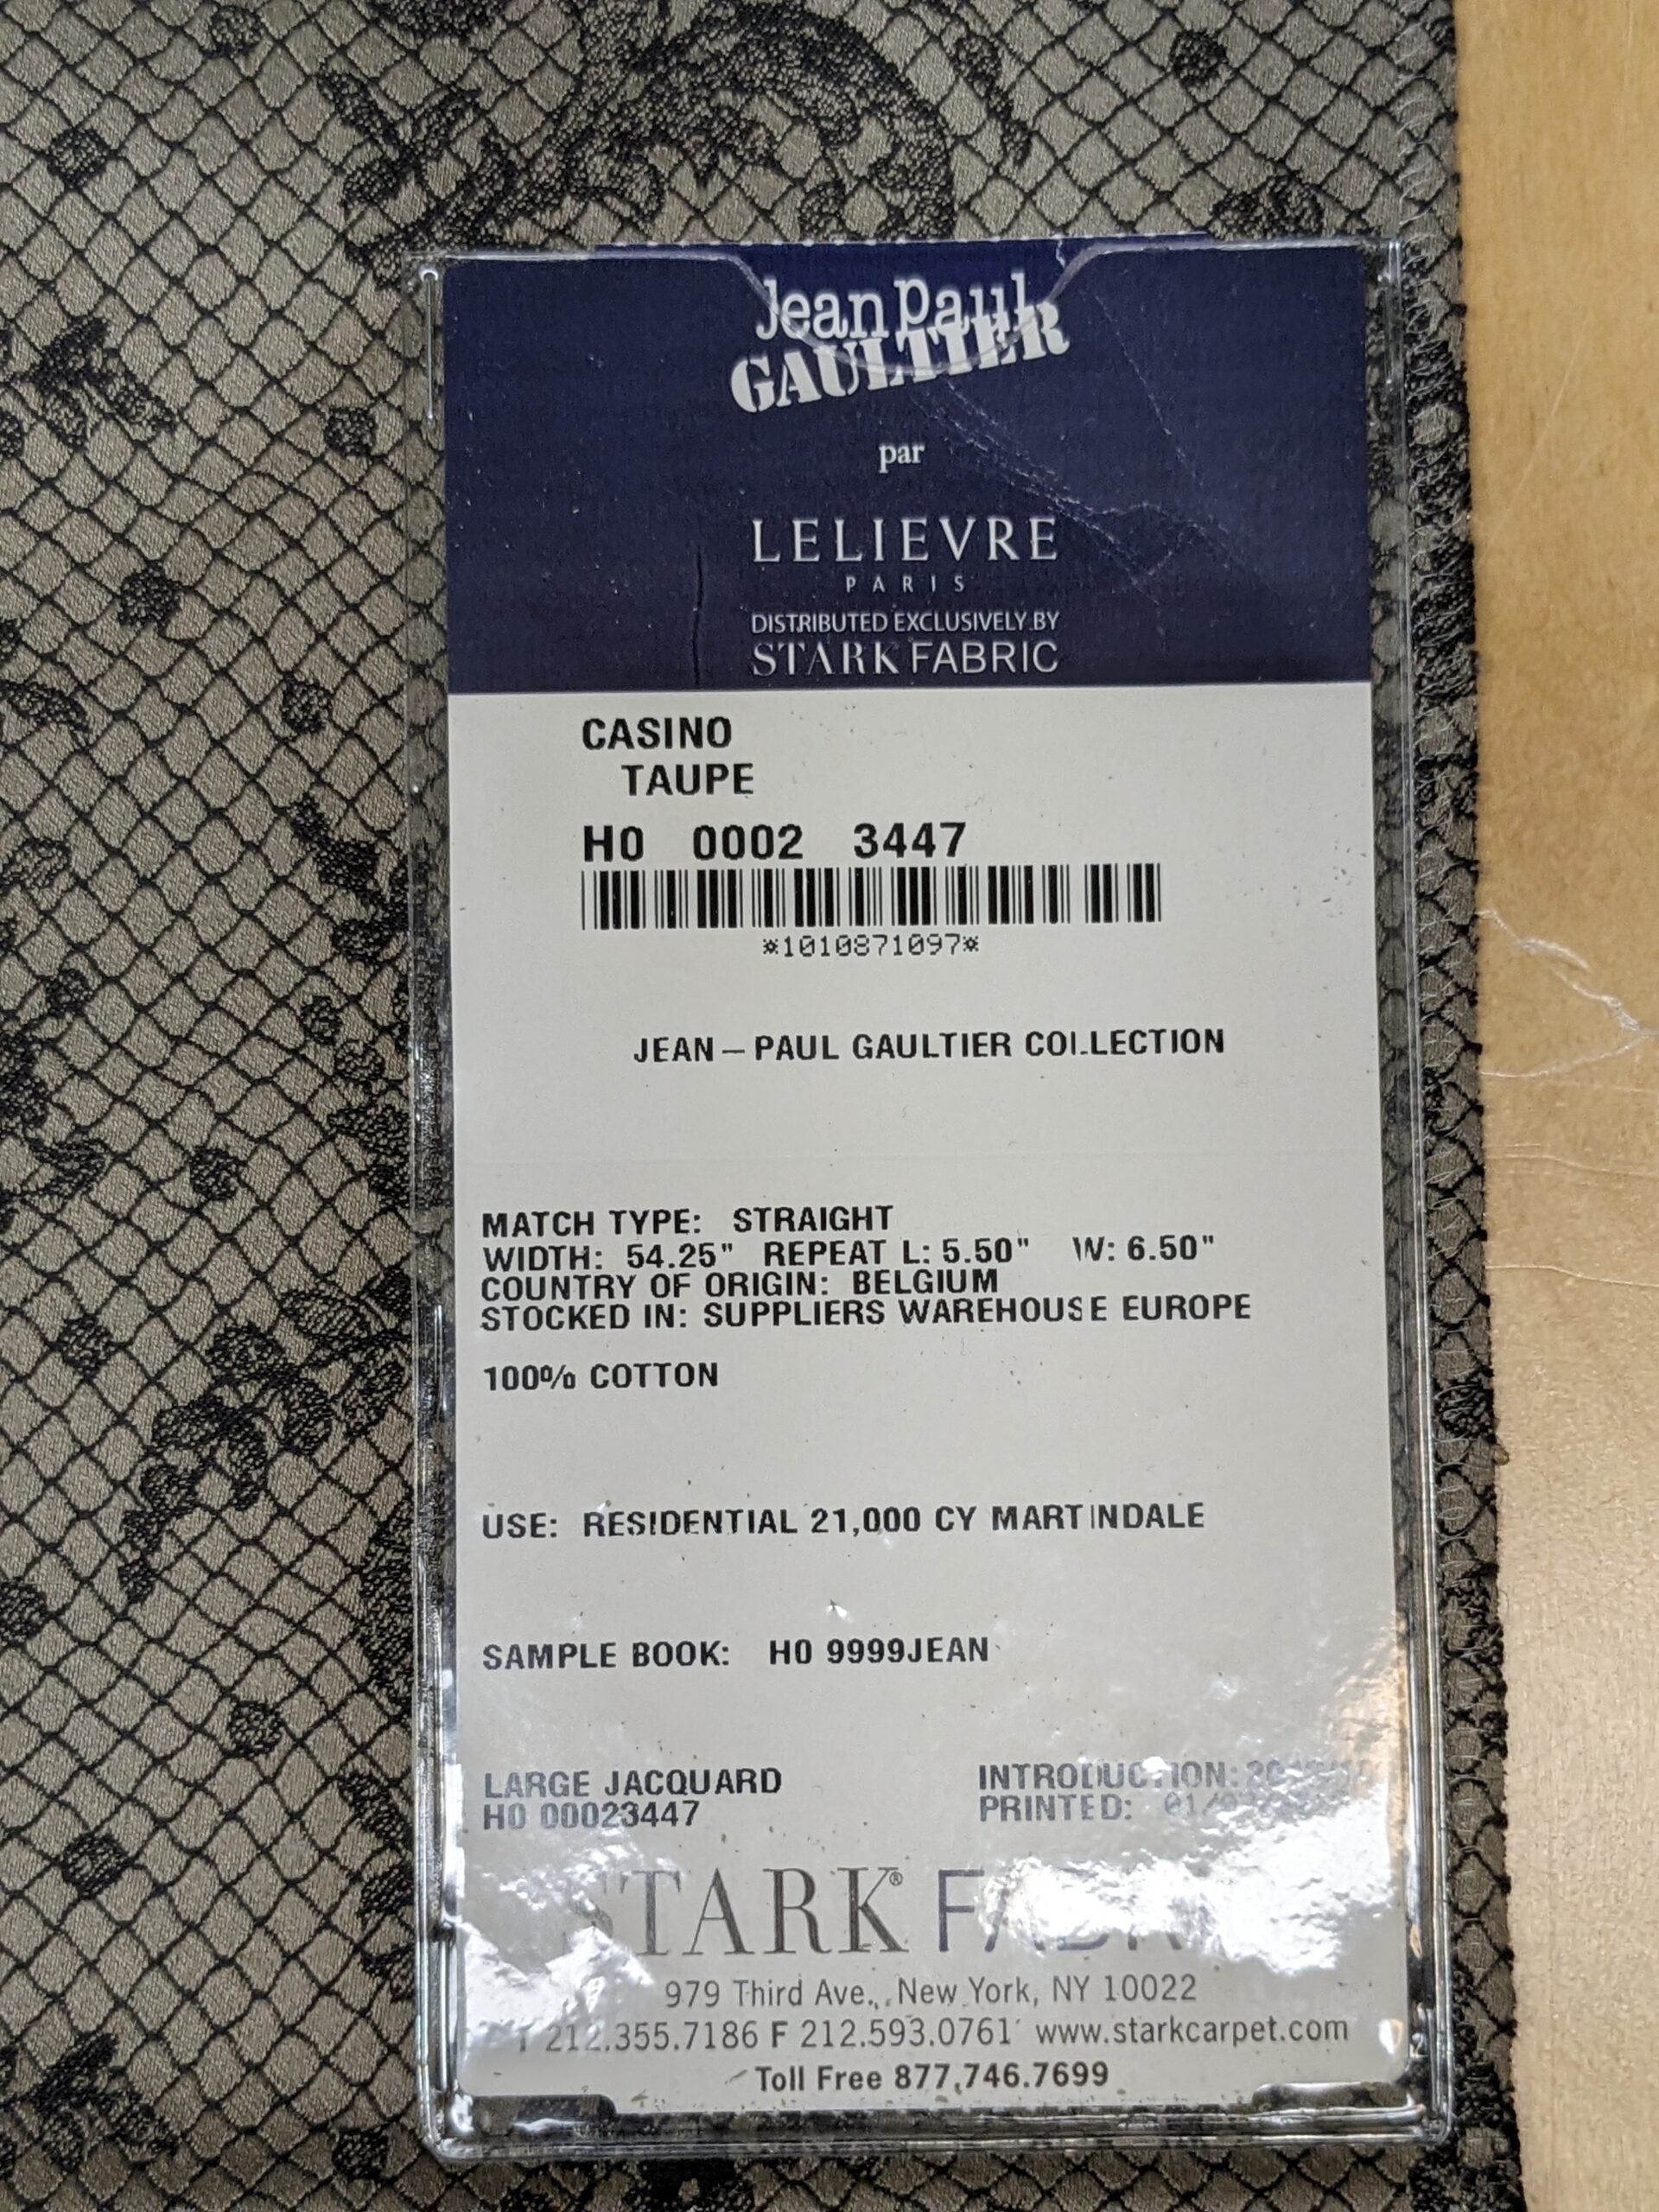 Jean Paul
GAULTIER
par
LELIEVRE
PARIS
DISTRIBUTED EXCLUSIVELY BY
STARK FABRIC
CASINO
TAUPE
H0 0002 3447
*1010871097*
JEAN-PAUL GAULTIER COLLECTION
MATCH TYPE: STRAIGHT
WIDTH: 54.25" REPEAT L: 5.50" W: 6.50"
COUNTRY OF ORIGIN: BELGIUM
STOCKED IN: SUPPLIERS WAREHOUSE EUROPE
100% COTTON
USE: RESIDENTIAL 21,000 CY MARTINDALE
SAMPLE BOOK: H0 9999JEAN
LARGE JACQUARD INTRODUCTION:
H0 00023447 PRINTED:
STARK® FABRIC
979 Third Ave., New York, NY 10022
T 212.355.7186 F 212.593.0761 www.starkcarpet.com
Toll Free 877.746.7699